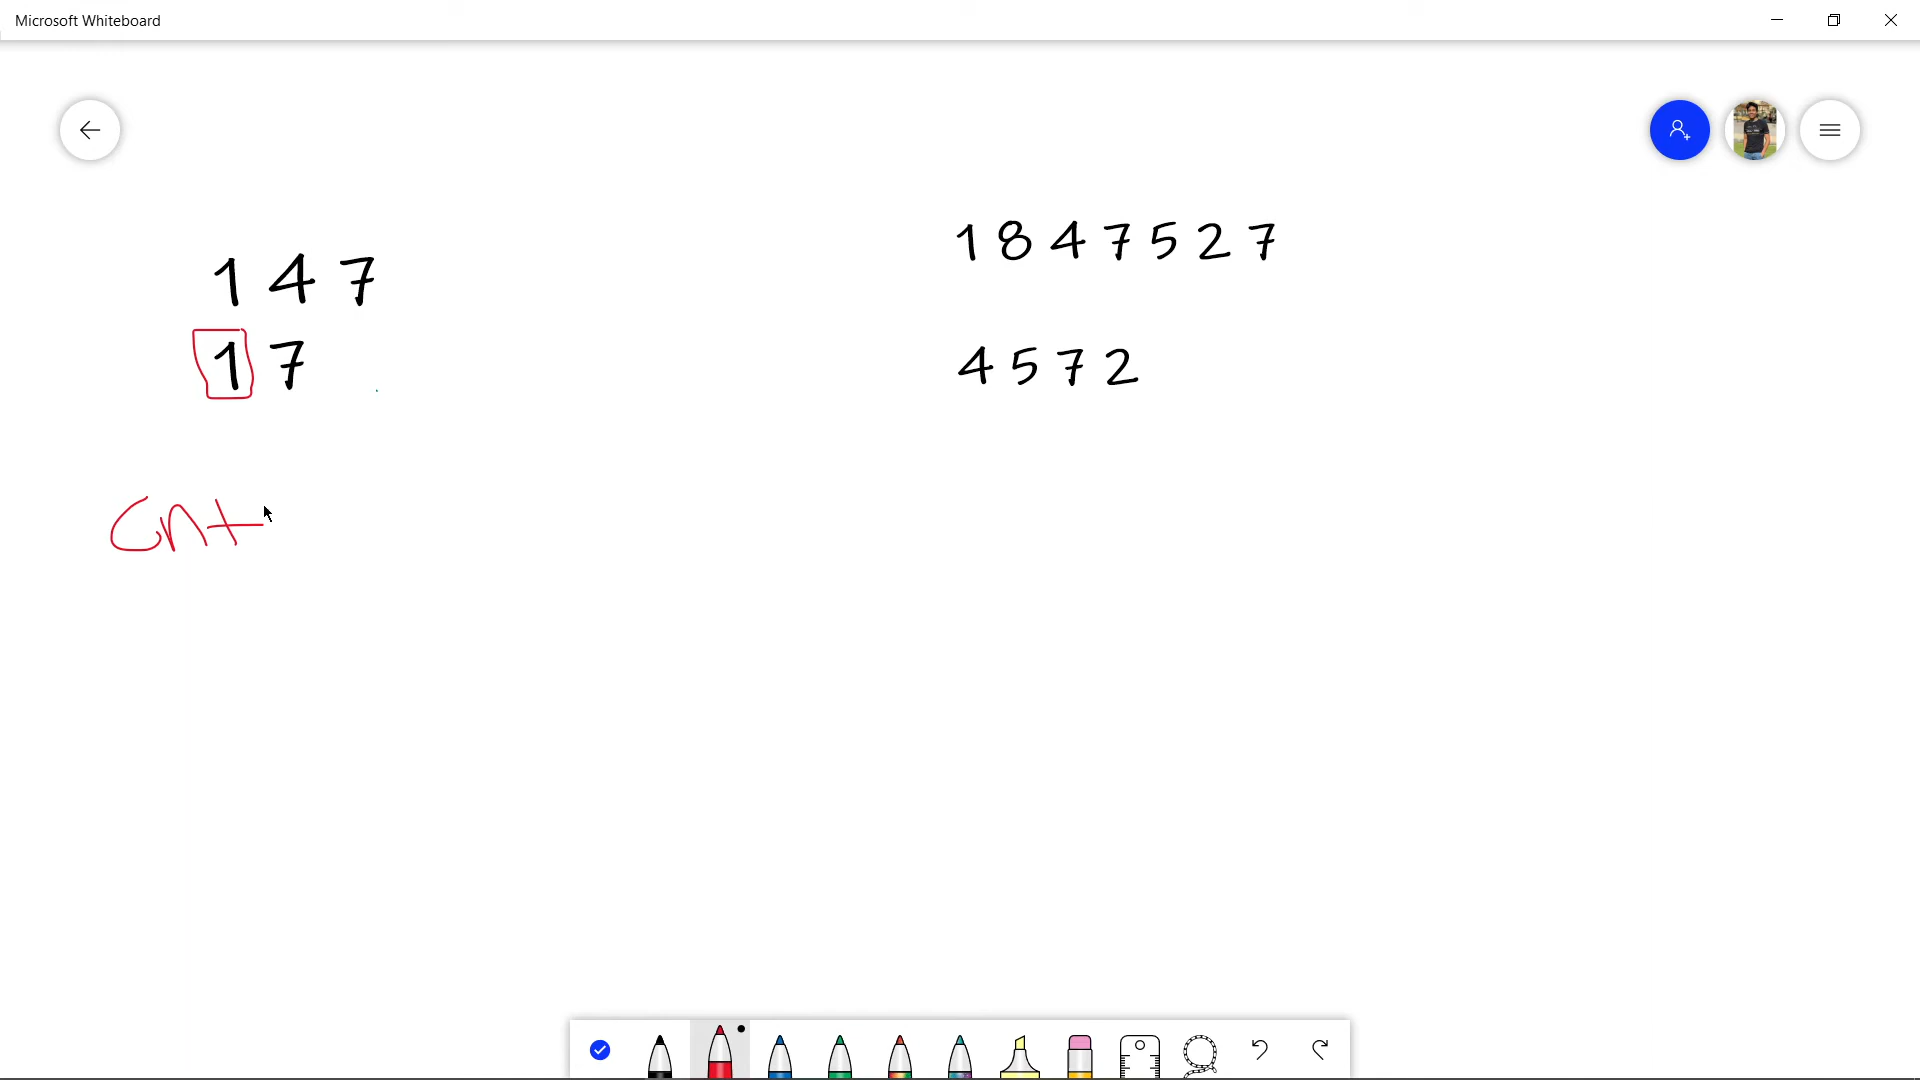 Microsoft Whiteboard
1 4 7
1 7
Cnt
1 8 4 7 5 2 7
4 5 7 2